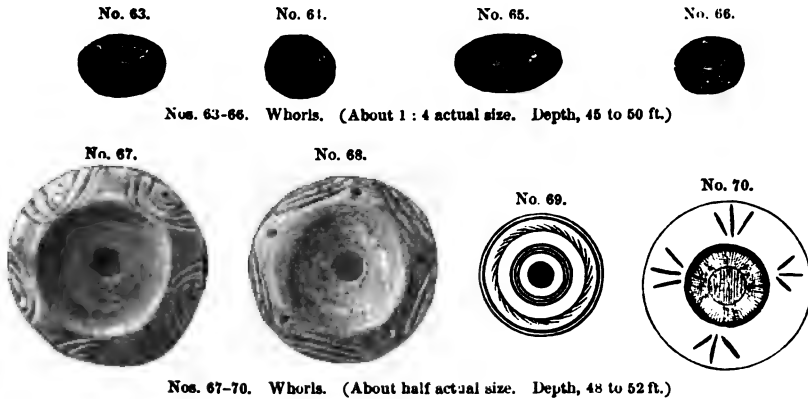 No. 63. No. 64. No. 65. No. 66.
Nos. 63-66. Whorls. (About 1 : 4 actual size. Depth, 45 to 50 ft.)
No. 67. No. 68. No. 69. No. 70.
Nos. 67-70. Whorls. (About half actual size. Depth, 48 to 52 ft.)